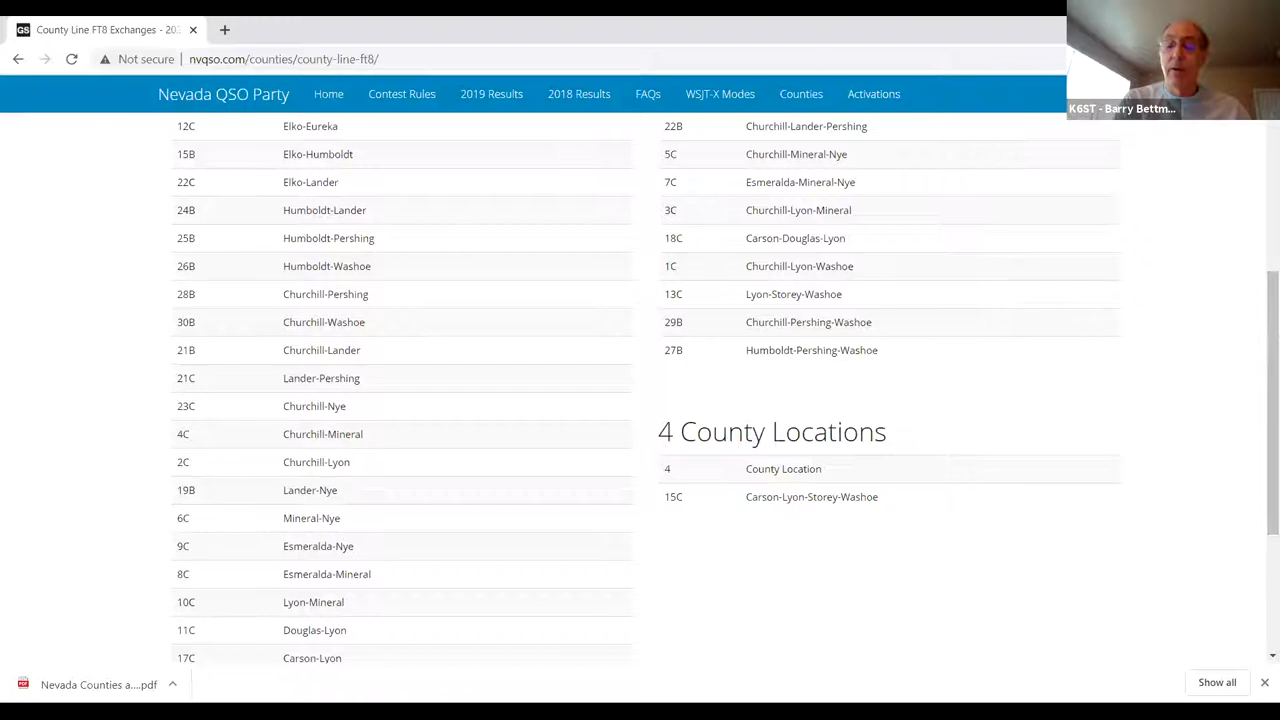 County Line FT8 Exchanges - 20
Not secure
nvqso.com/counties/county-line-ft8/
K6ST - Barry Bettm...
Nevada QSO Party
Home
Contest Rules
2019 Results
2018 Results
FAQs
WSJT-X Modes
Counties
Activations
12C Elko-Eureka
15B Elko-Humboldt
22C Elko-Lander
24B Humboldt-Lander
25B Humboldt-Pershing
26B Humboldt-Washoe
28B Churchill-Pershing
30B Churchill-Washoe
21B Churchill-Lander
21C Lander-Pershing
23C Churchill-Nye
4C Churchill-Mineral
2C Churchill-Lyon
19B Lander-Nye
6C Mineral-Nye
9C Esmeralda-Nye
8C Esmeralda-Mineral
10C Lyon-Mineral
11C Douglas-Lyon
17C Carson-Lyon
22B Churchill-Lander-Pershing
5C Churchill-Mineral-Nye
7C Esmeralda-Mineral-Nye
3C Churchill-Lyon-Mineral
18C Carson-Douglas-Lyon
1C Churchill-Lyon-Washoe
13C Lyon-Storey-Washoe
29B Churchill-Pershing-Washoe
27B Humboldt-Pershing-Washoe
4 County Locations
4 County Location
15C Carson-Lyon-Storey-Washoe
Nevada Counties a....pdf
Show all